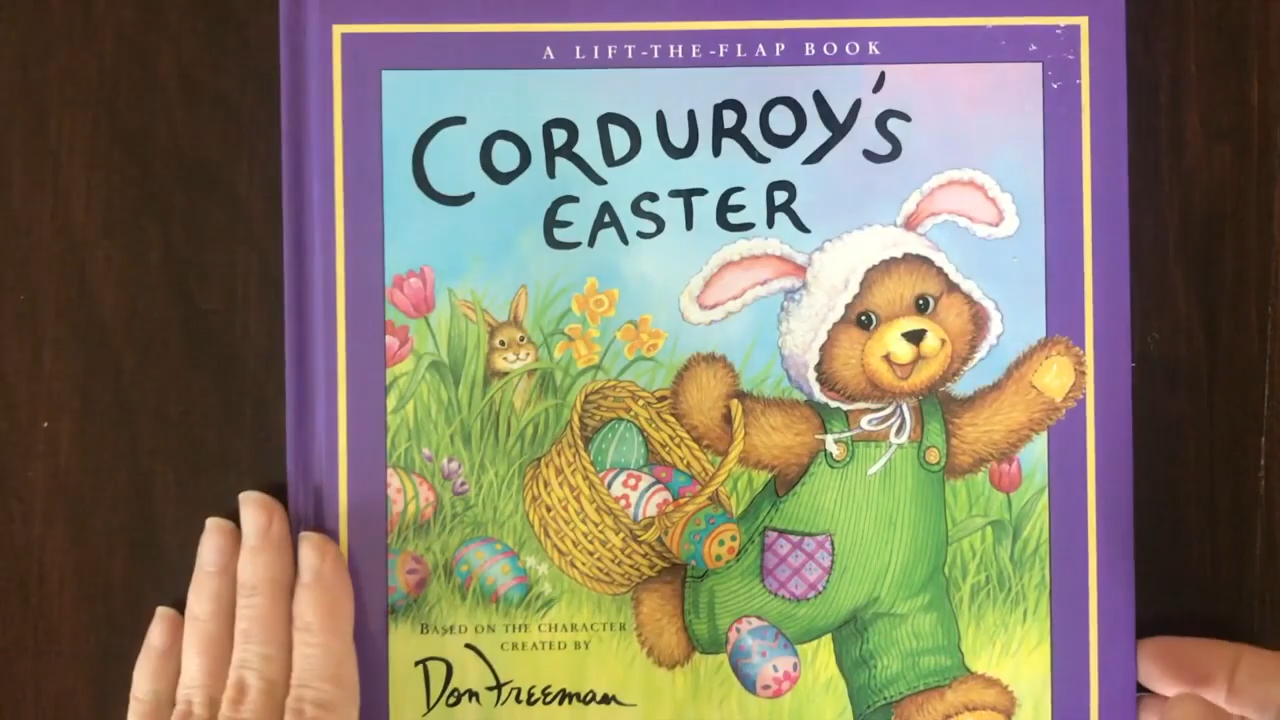 A LIFT-THE-FLAP BOOK
CORDUROY'S
EASTER
BASED ON THE CHARACTER
CREATED BY
Don Freeman